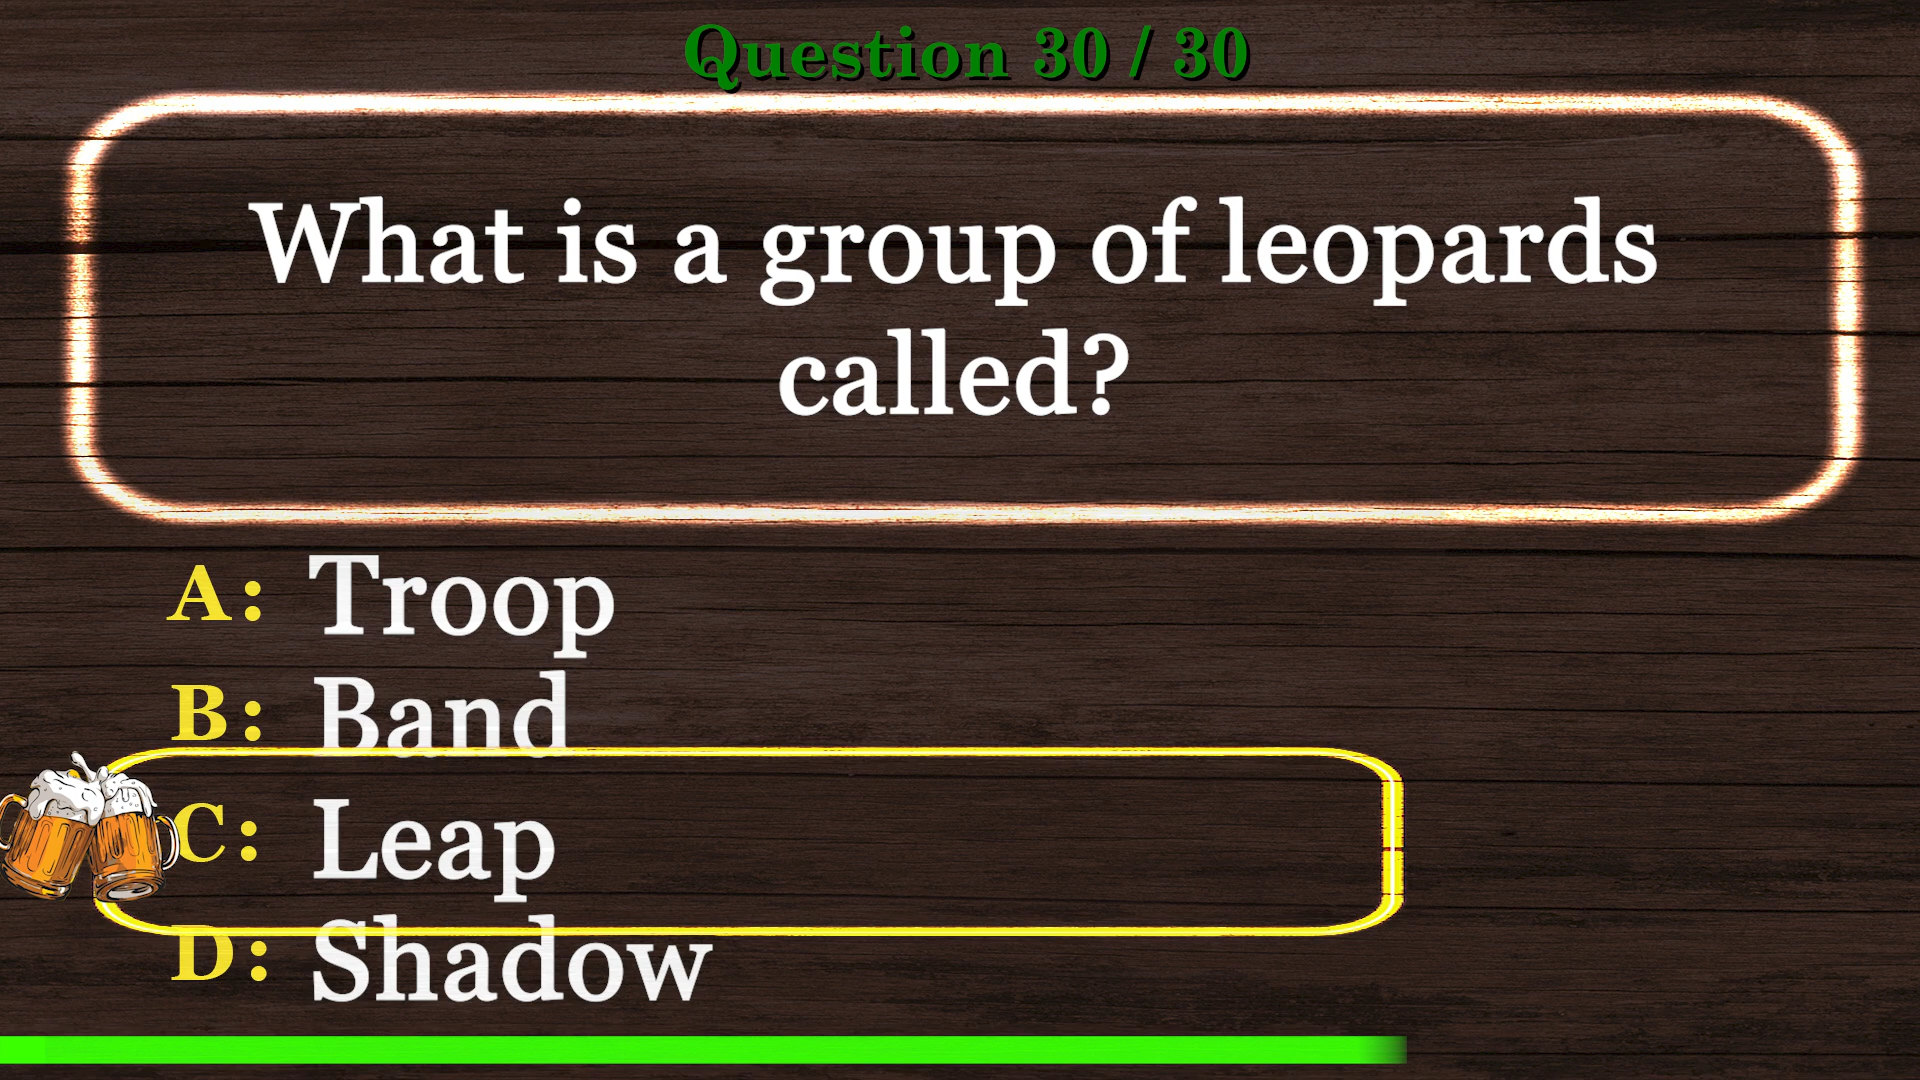 Question 30 / 30
What is a group of leopards
called?
A: Troop
B: Band
C: Leap
D: Shadow